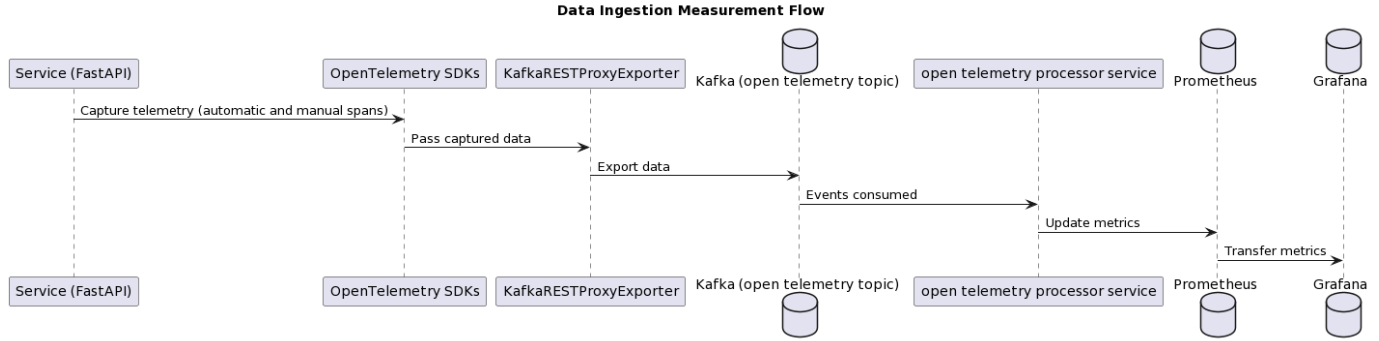 Data Ingestion Measurement Flow
Service (FastAPI)
OpenTelemetry SDKs
KafkaRESTProxyExporter
Kafka (open telemetry topic)
open telemetry processor service
Prometheus
Grafana
Capture telemetry (automatic and manual spans)
Pass captured data
Export data
Events consumed
Update metrics
Transfer metrics
Service (FastAPI)
OpenTelemetry SDKs
KafkaRESTProxyExporter
Kafka (open telemetry topic)
open telemetry processor service
Prometheus
Grafana